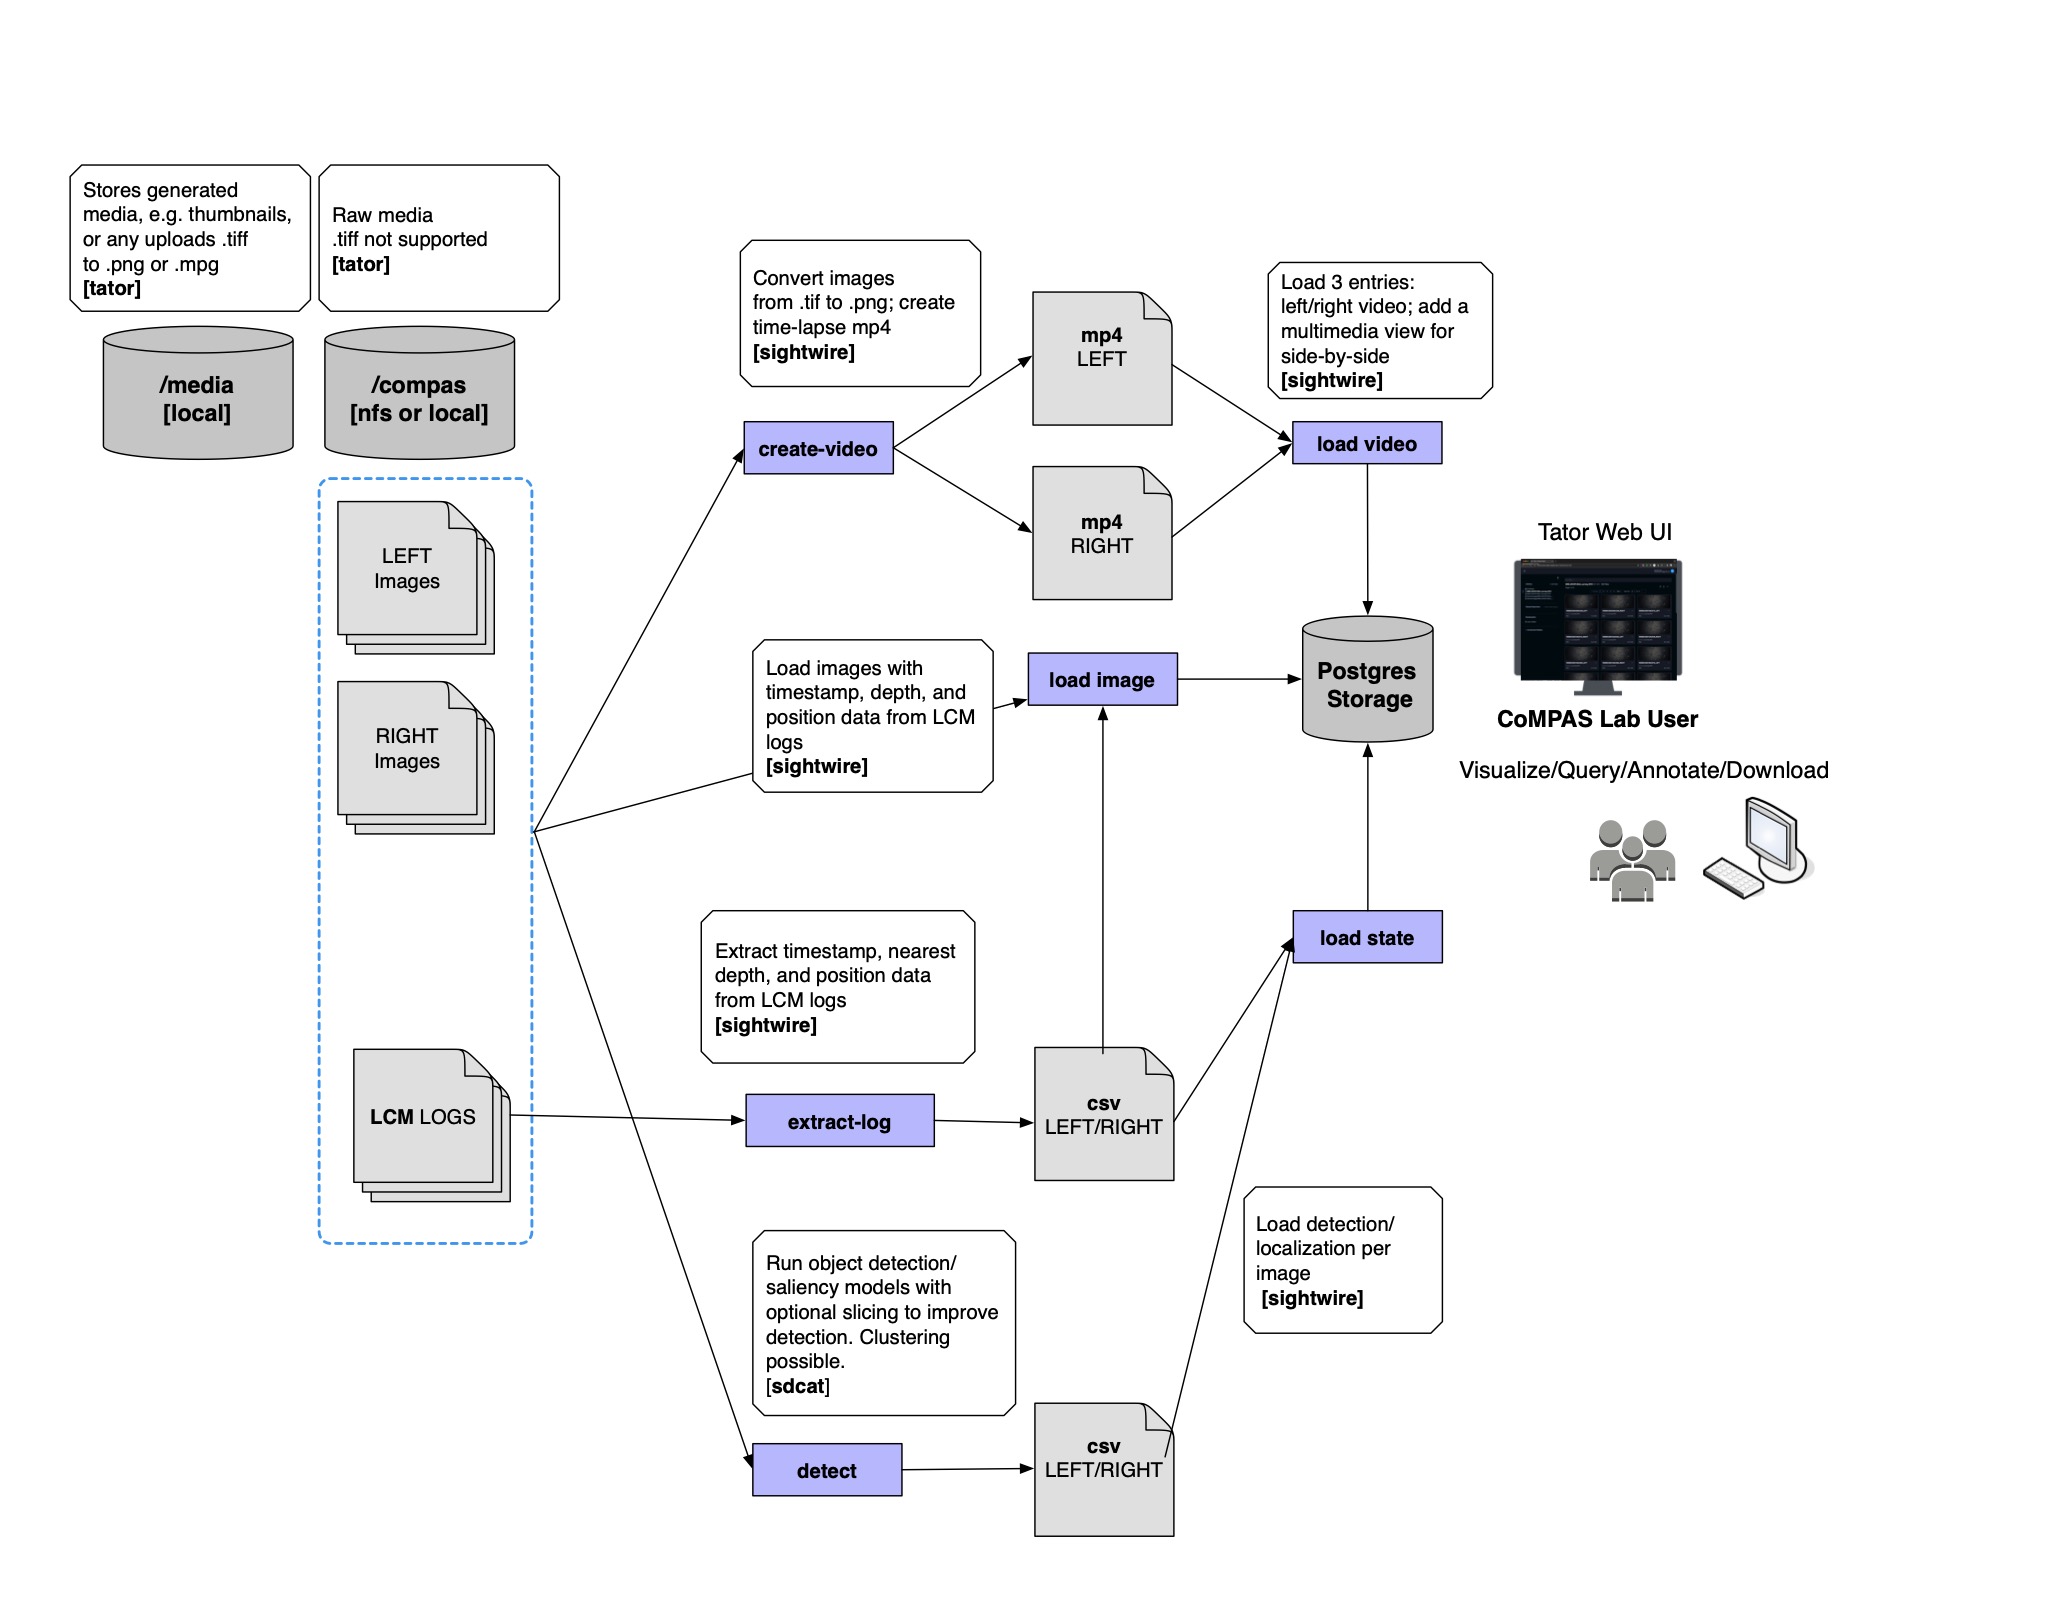 Stores generated
media, e.g. thumbnails,
or any uploads .tiff
to .png or .mpg
[tator]
Raw media
.tiff not supported
[tator]
/media
[local]
/compas
[nfs or local]
LEFT
Images
RIGHT
Images
LCM LOGS
Convert images
from .tif to .png; create
time-lapse mp4
[sightwire]
create-video
mp4
LEFT
mp4
RIGHT
Load 3 entries:
left/right video; add a
multimedia view for
side-by-side
[sightwire]
load video
Load images with
timestamp, depth, and
position data from LCM
logs
[sightwire]
load image
Postgres
Storage
Tator Web UI
CoMPAS Lab User
Visualize/Query/Annotate/Download
Extract timestamp, nearest
depth, and position data
from LCM logs
[sightwire]
extract-log
csv
LEFT/RIGHT
load state
Run object detection/
saliency models with
optional slicing to improve
detection. Clustering
possible.
[sdcat]
detect
csv
LEFT/RIGHT
Load detection/
localization per
image
[sightwire]